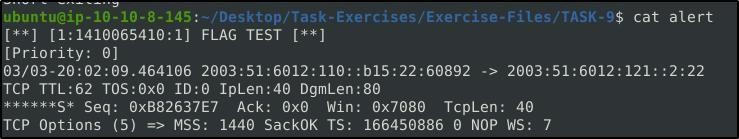 ubuntu@ip-10-10-8-145:~/Desktop/Task-Exercises/Exercise-Files/TASK-9$ cat alert
[**] [1:1410065410:1] FLAG TEST [**]
[Priority: 0]
03/03-20:02:09.464106 2003:51:6012:110::b15:22:60892 -> 2003:51:6012:121::2:22
TCP TTL:62 TOS:0x0 ID:0 IpLen:40 DgmLen:80
******S* Seq: 0xB82637E7  Ack: 0x0  Win: 0x7080  TcpLen: 40
TCP Options (5) => MSS: 1440 SackOK TS: 166450886 0 NOP WS: 7